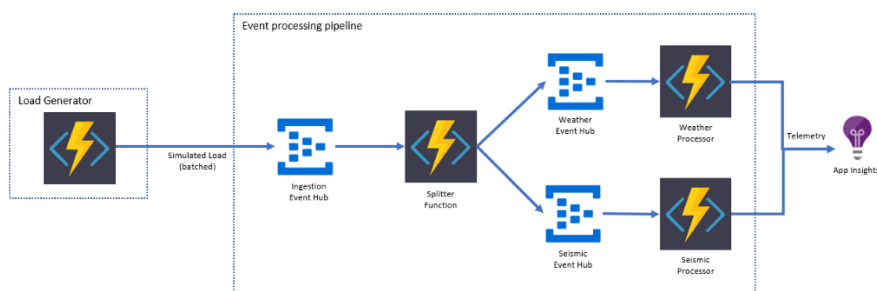 Event processing pipeline
Load Generator
Simulated Load
(batched)
Ingestion
Event Hub
Splitter
Function
Weather
Event Hub
Weather
Processor
Seismic
Event Hub
Seismic
Processor
Telemetry
App Insights